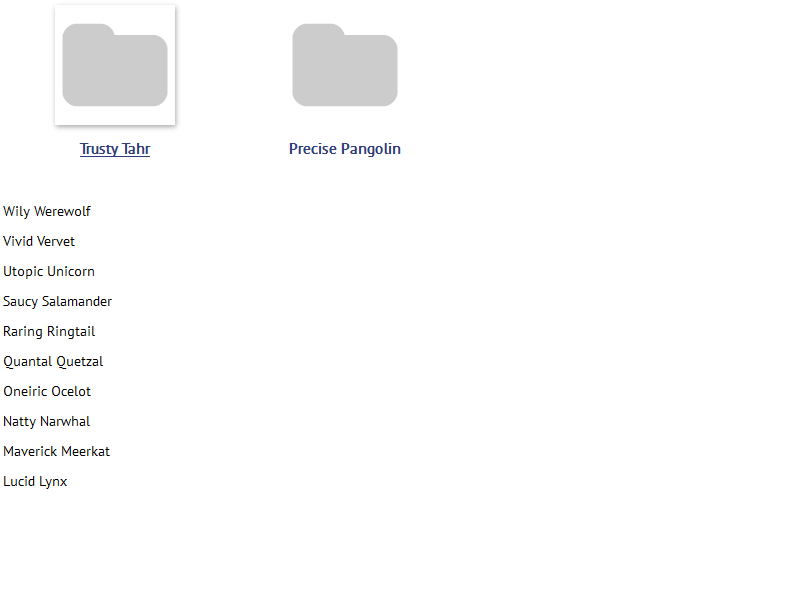 Trusty Tahr
Precise Pangolin
Wily Werewolf
Vivid Vervet
Utopic Unicorn
Saucy Salamander
Raring Ringtail
Quantal Quetzal
Oneiric Ocelot
Natty Narwhal
Maverick Meerkat
Lucid Lynx